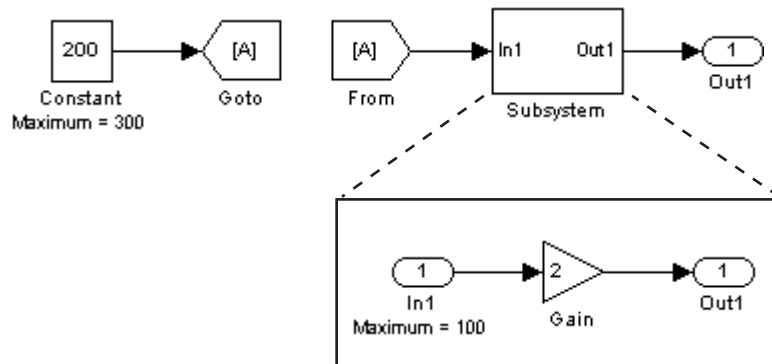 200
[A]
[A]
In1
Out1
1
Constant
Maximum = 300
Goto
From
Subsystem
Out1
1
2
1
In1
Maximum = 100
Gain
Out1